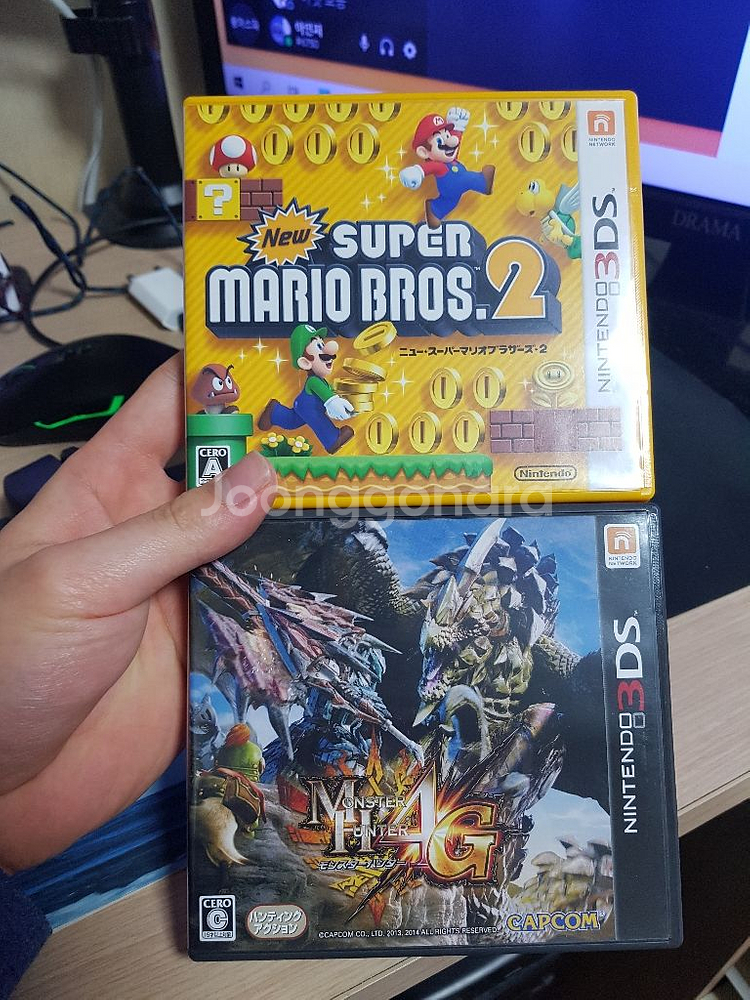 NINTENDO
NETWORK
?
M
New SUPER
MARIO BROS.™ 2
ニュー・スーパーマリオブラザーズ・2
NINTENDO 3DS™
CERO
A
Nintendo
Joonggonara
DRAMA
NINTENDO
NETWORK
NINTENDO 3DS™
MONSTER
HUNTER 4G
モンスターハンター
CERO
C
ハンティング
アクション
©CAPCOM CO., LTD. 2013, 2014 ALL RIGHTS RESERVED.
CAPCOM